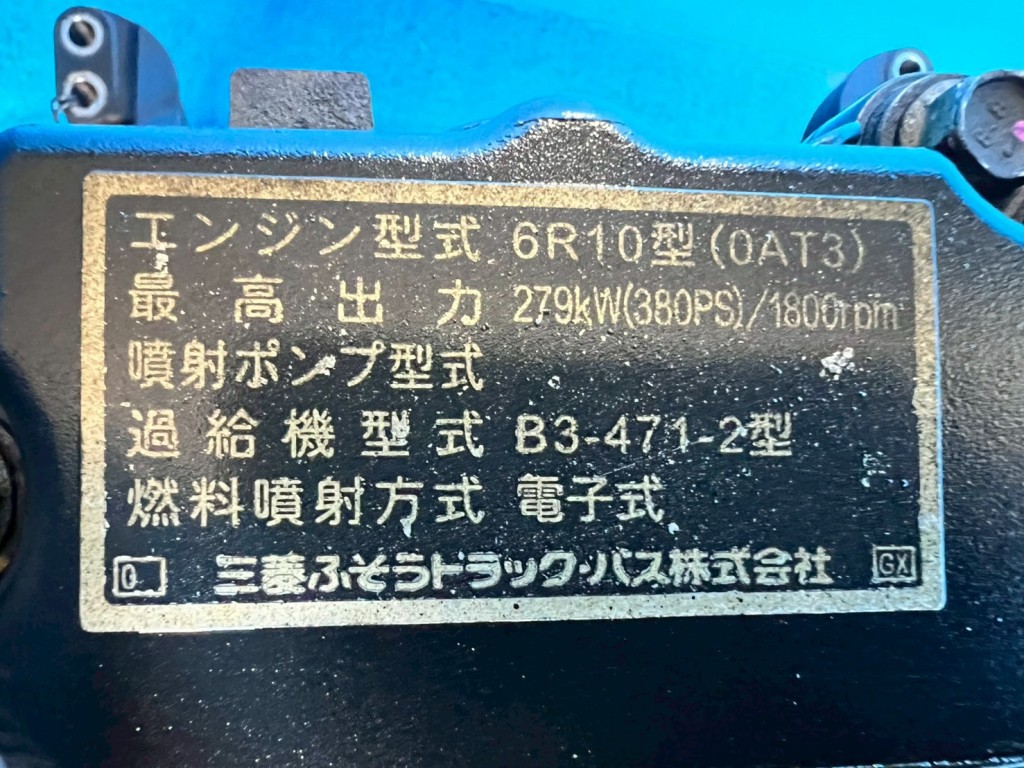 エンジン型式 6R10型(0AT3)
最高出力 279kW(380PS)/1800rpm
噴射ポンプ型式
過給機型式 B3-471-2型
燃料噴射方式 電子式
0 三菱ふそうトラック・バス株式会社 GX